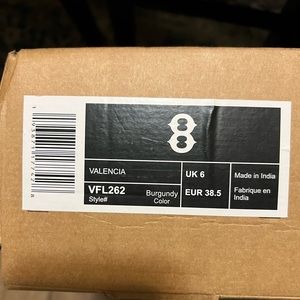 VALENCIA
UK 6
Made in India
VFL262
Style#
Burgundy
Color
EUR 38.5
Fabrique en
India